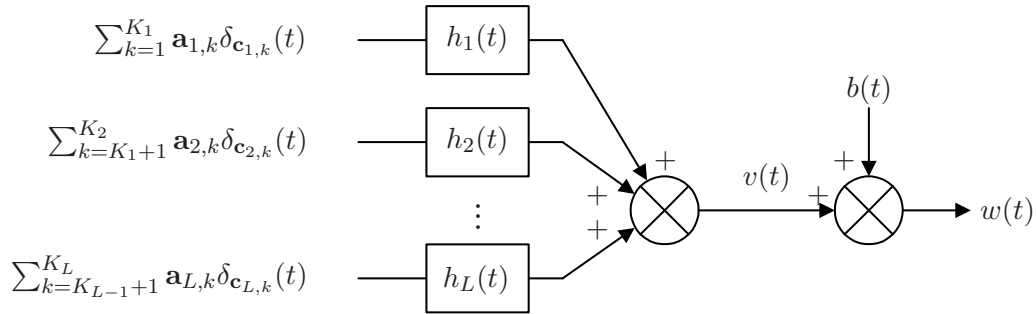 $\sum_{k=1}^{K_1} \mathbf{a}_{1,k}\delta_{\mathbf{c}_{1,k}}(t)$
$h_1(t)$
$\sum_{k=K_1+1}^{K_2} \mathbf{a}_{2,k}\delta_{\mathbf{c}_{2,k}}(t)$
$h_2(t)$
⋮
$\sum_{k=K_{L-1}+1}^{K_L} \mathbf{a}_{L,k}\delta_{\mathbf{c}_{L,k}}(t)$
$h_L(t)$
+
+
+
$v(t)$
$b(t)$
+
+
$w(t)$